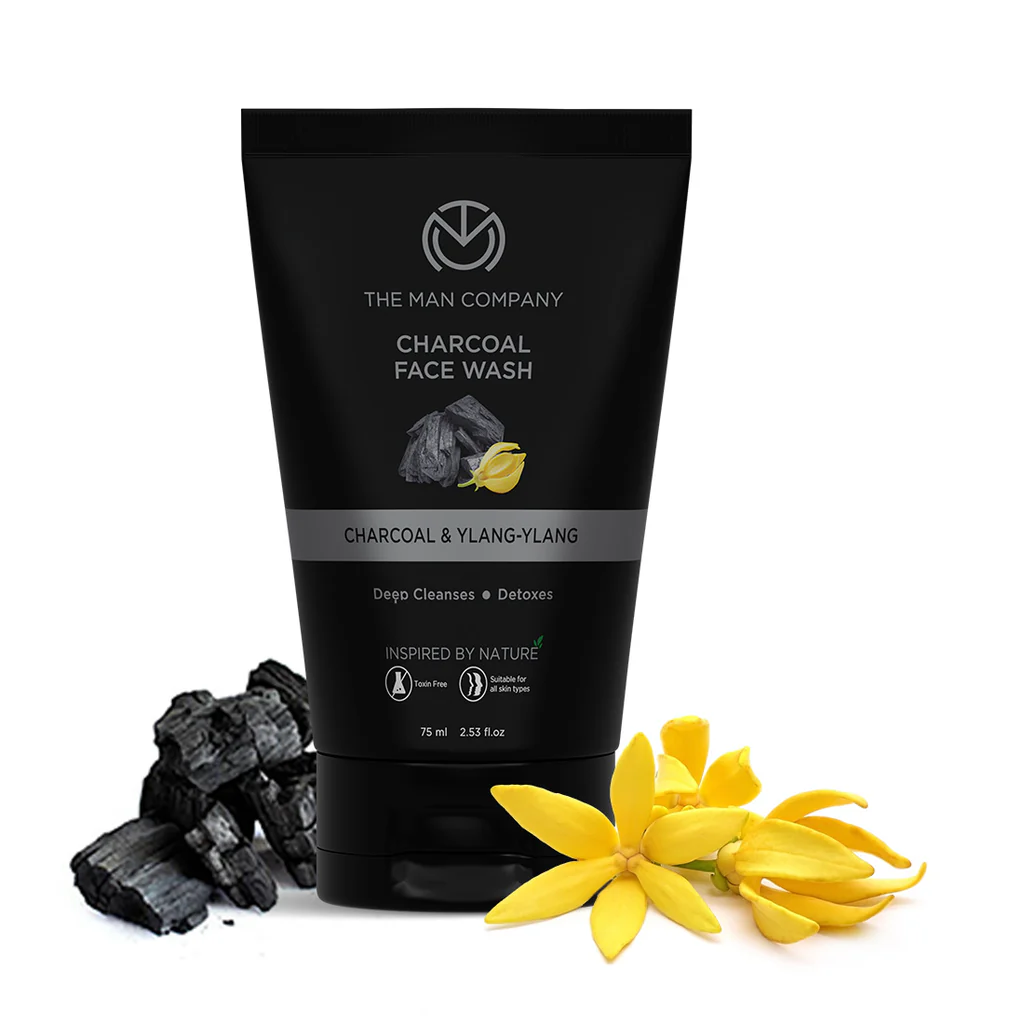 THE MAN COMPANY
CHARCOAL
FACE WASH
CHARCOAL & YLANG-YLANG
Deep Cleanses ● Detoxes
INSPIRED BY NATURE
Toxin Free
Suitable for
all skin types
75 ml 2.53 fl.oz